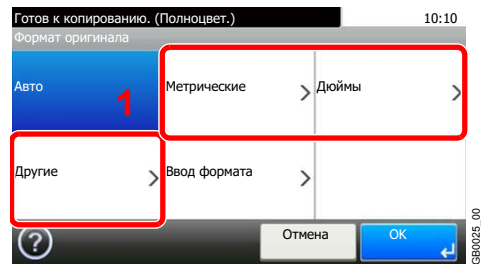 Готов к копированию. (Полноцвет.) 10:10
Формат оригинала
Авто 1 Метрические > Дюймы >
Другие > Ввод формата >
? Отмена OK
GB0025_00